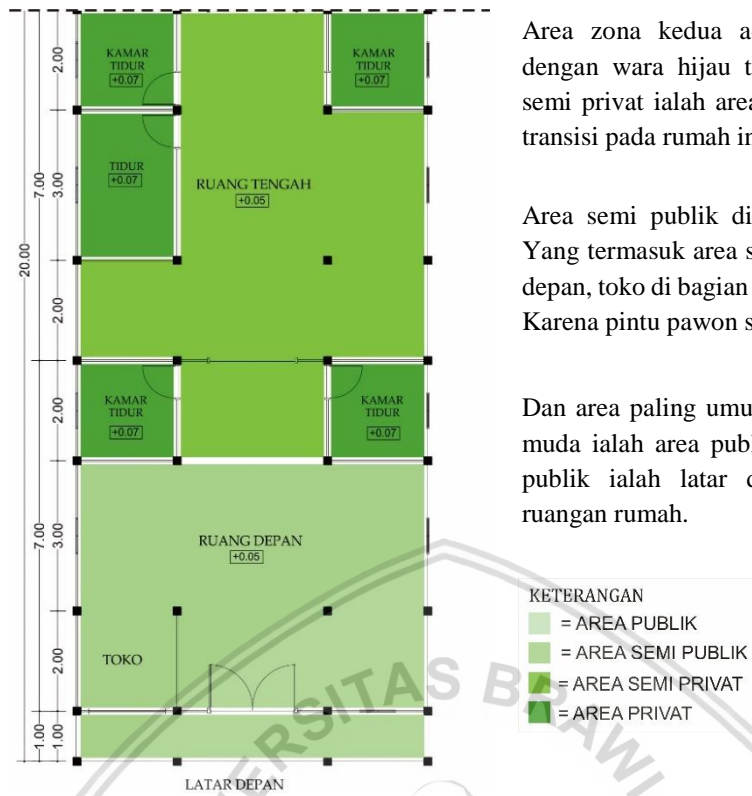 2.00
7.00
3.00
20.00
2.00
2.00
7.00
3.00
2.00
1.00
1.00
KAMAR
TIDUR
+0.07
KAMAR
TIDUR
+0.07
TIDUR
+0.07
RUANG TENGAH
+0.05
KAMAR
TIDUR
+0.07
KAMAR
TIDUR
+0.07
RUANG DEPAN
+0.05
TOKO
LATAR DEPAN
Area zona kedua
dengan wara hijau
semi privat ialah area
transisi pada rumah
Area semi publik
Yang termasuk area
depan, toko di bagian
Karena pintu pawon
Dan area paling
muda ialah area
publik ialah latar
ruangan rumah.
KETERANGAN
= AREA PUBLIK
= AREA SEMI PUBLIK
= AREA SEMI PRIVAT
= AREA PRIVAT
SITAS BRAWI